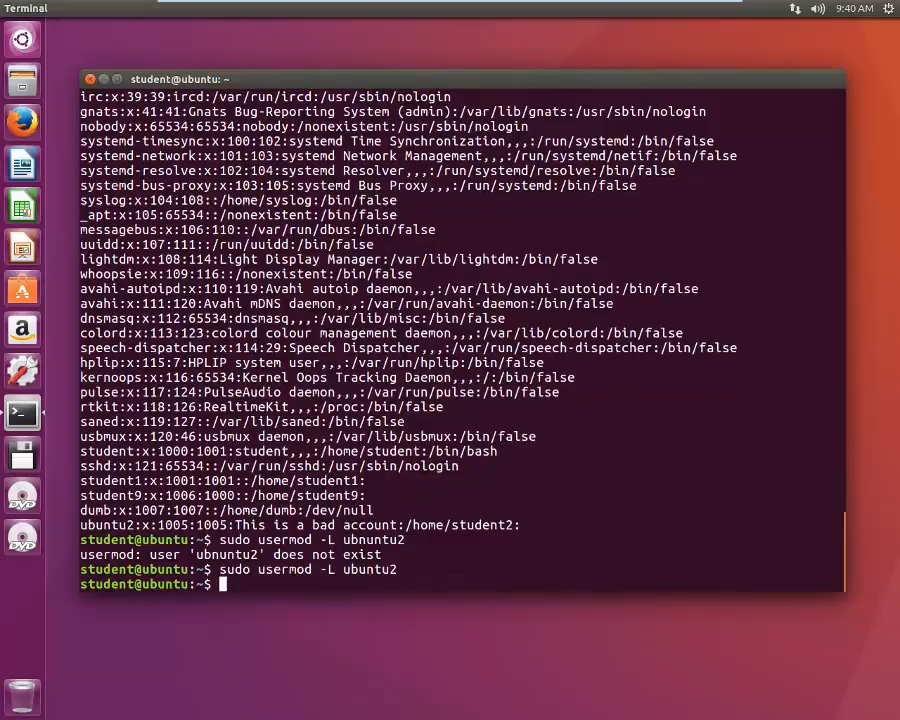 Terminal
9:40 AM
student@ubuntu: ~
irc:x:39:39:ircd:/var/run/ircd:/usr/sbin/nologin
gnats:x:41:41:Gnats Bug-Reporting System (admin):/var/lib/gnats:/usr/sbin/nologin
nobody:x:65534:65534:nobody:/nonexistent:/usr/sbin/nologin
systemd-timesync:x:100:102:systemd Time Synchronization,,,:/run/systemd:/bin/false
systemd-network:x:101:103:systemd Network Management,,,:/run/systemd/netif:/bin/false
systemd-resolve:x:102:104:systemd Resolver,,,:/run/systemd/resolve:/bin/false
systemd-bus-proxy:x:103:105:systemd Bus Proxy,,,:/run/systemd:/bin/false
syslog:x:104:108::/home/syslog:/bin/false
_apt:x:105:65534::/nonexistent:/bin/false
messagebus:x:106:110::/var/run/dbus:/bin/false
uuidd:x:107:111::/run/uuidd:/bin/false
lightdm:x:108:114:Light Display Manager:/var/lib/lightdm:/bin/false
whoopsie:x:109:116::/nonexistent:/bin/false
avahi-autoipd:x:110:119:Avahi autoip daemon,,,:/var/lib/avahi-autoipd:/bin/false
avahi:x:111:120:Avahi mDNS daemon,,,:/var/run/avahi-daemon:/bin/false
dnsmasq:x:112:65534:dnsmasq,,,:/var/lib/misc:/bin/false
colord:x:113:123:colord colour management daemon,,,:/var/lib/colord:/bin/false
speech-dispatcher:x:114:29:Speech Dispatcher,,,:/var/run/speech-dispatcher:/bin/false
hplip:x:115:7:HPLIP system user,,,:/var/run/hplip:/bin/false
kernoops:x:116:65534:Kernel Oops Tracking Daemon,,,:/:/bin/false
pulse:x:117:124:PulseAudio daemon,,,:/var/run/pulse:/bin/false
rtkit:x:118:126:RealtimeKit,,,:/proc:/bin/false
saned:x:119:127::/var/lib/saned:/bin/false
usbmux:x:120:46:usbmux daemon,,,:/var/lib/usbmux:/bin/false
student:x:1000:1001:student,,,:/home/student:/bin/bash
sshd:x:121:65534::/var/run/sshd:/usr/sbin/nologin
student1:x:1001:1001::/home/student1:
student9:x:1006:1000::/home/student9:
dumb:x:1007:1007::/home/dumb:/dev/null
ubuntu2:x:1005:1005:This is a bad account:/home/student2:
student@ubuntu:~$ sudo usermod -L ubnuntu2
usermod: user 'ubnuntu2' does not exist
student@ubuntu:~$ sudo usermod -L ubuntu2
student@ubuntu:~$